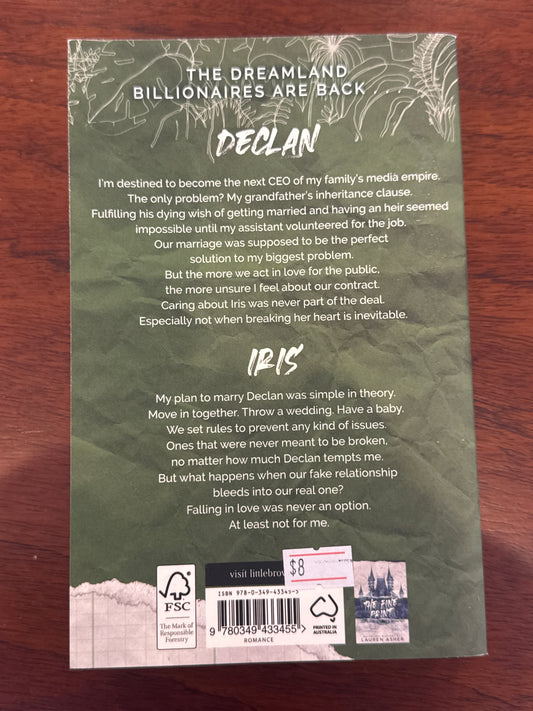 THE DREAMLAND
BILLIONAIRES ARE BACK . . .
DECLAN
I'm destined to become the next CEO of my family's media empire.
The only problem? My grandfather's inheritance clause.
Fulfilling his dying wish of getting married and having an heir seemed
impossible until my assistant volunteered for the job.
Our marriage was supposed to be the perfect
solution to my biggest problem.
But the more we act in love for the public,
the more unsure I feel about our contract.
Caring about Iris was never part of the deal.
Especially not when breaking her heart is inevitable.
IRIS
My plan to marry Declan was simple in theory.
Move in together. Throw a wedding. Have a baby.
We set rules to prevent any kind of issues.
Ones that were never meant to be broken,
no matter how much Declan tempts me.
But what happens when our fake relationship
bleeds into our real one?
Falling in love was never an option.
At least not for me.
FSC
The Mark of
Responsible
Forestry
visit littlebro
$8
ISBN 978-0-349-43345-5
9 780349 433455 >
ROMANCE
PRINTED IN
AUSTRALIA
THE FINE
PRINT
LAUREN ASHER